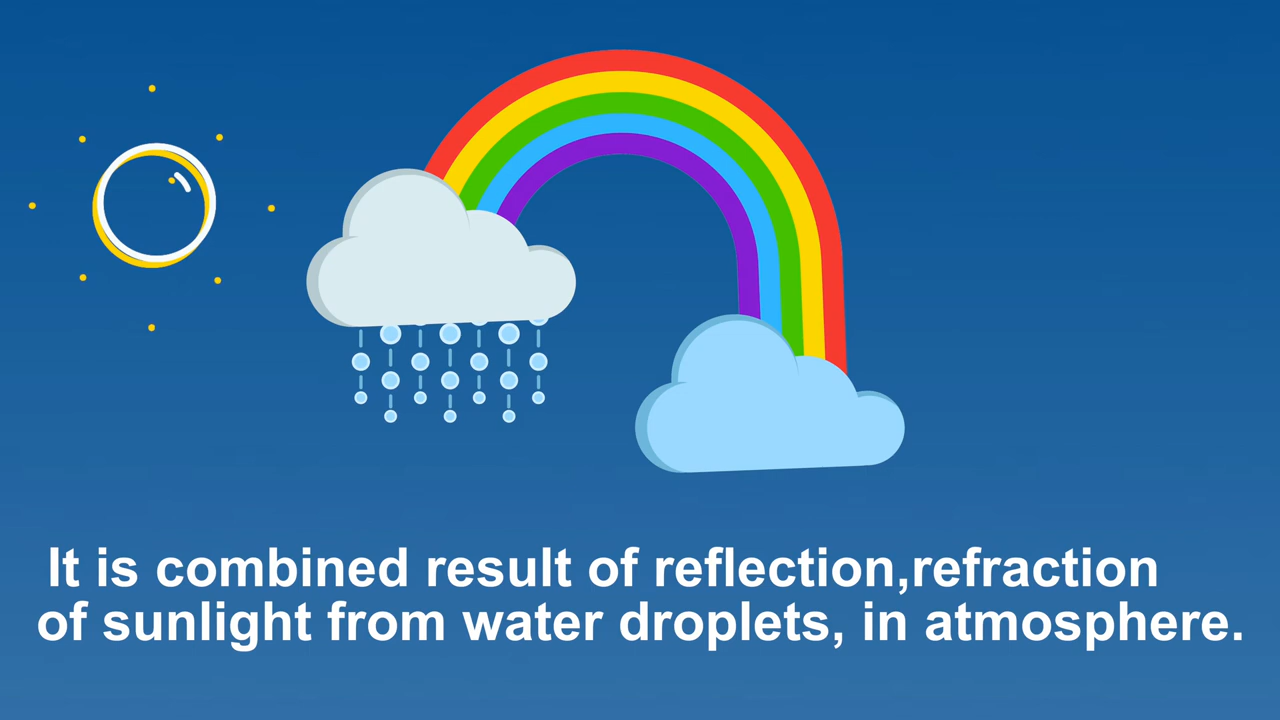 It is combined result of reflection,refraction
of sunlight from water droplets, in atmosphere.